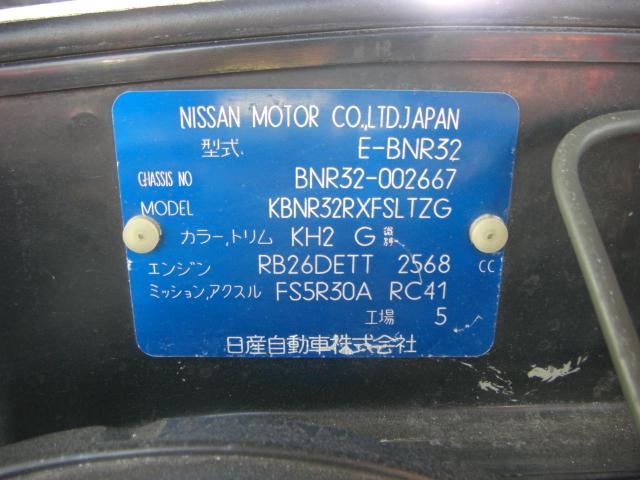 NISSAN MOTOR CO.,LTD.JAPAN
型式 E-BNR32
CHASSIS NO BNR32-002667
MODEL KBNR32RXFSLTZG
カラー,トリム KH2 G 識別-
エンジン RB26DETT 2568 CC
ミッション,アクスル FS5R30A RC41
工場 5
日産自動車株式会社